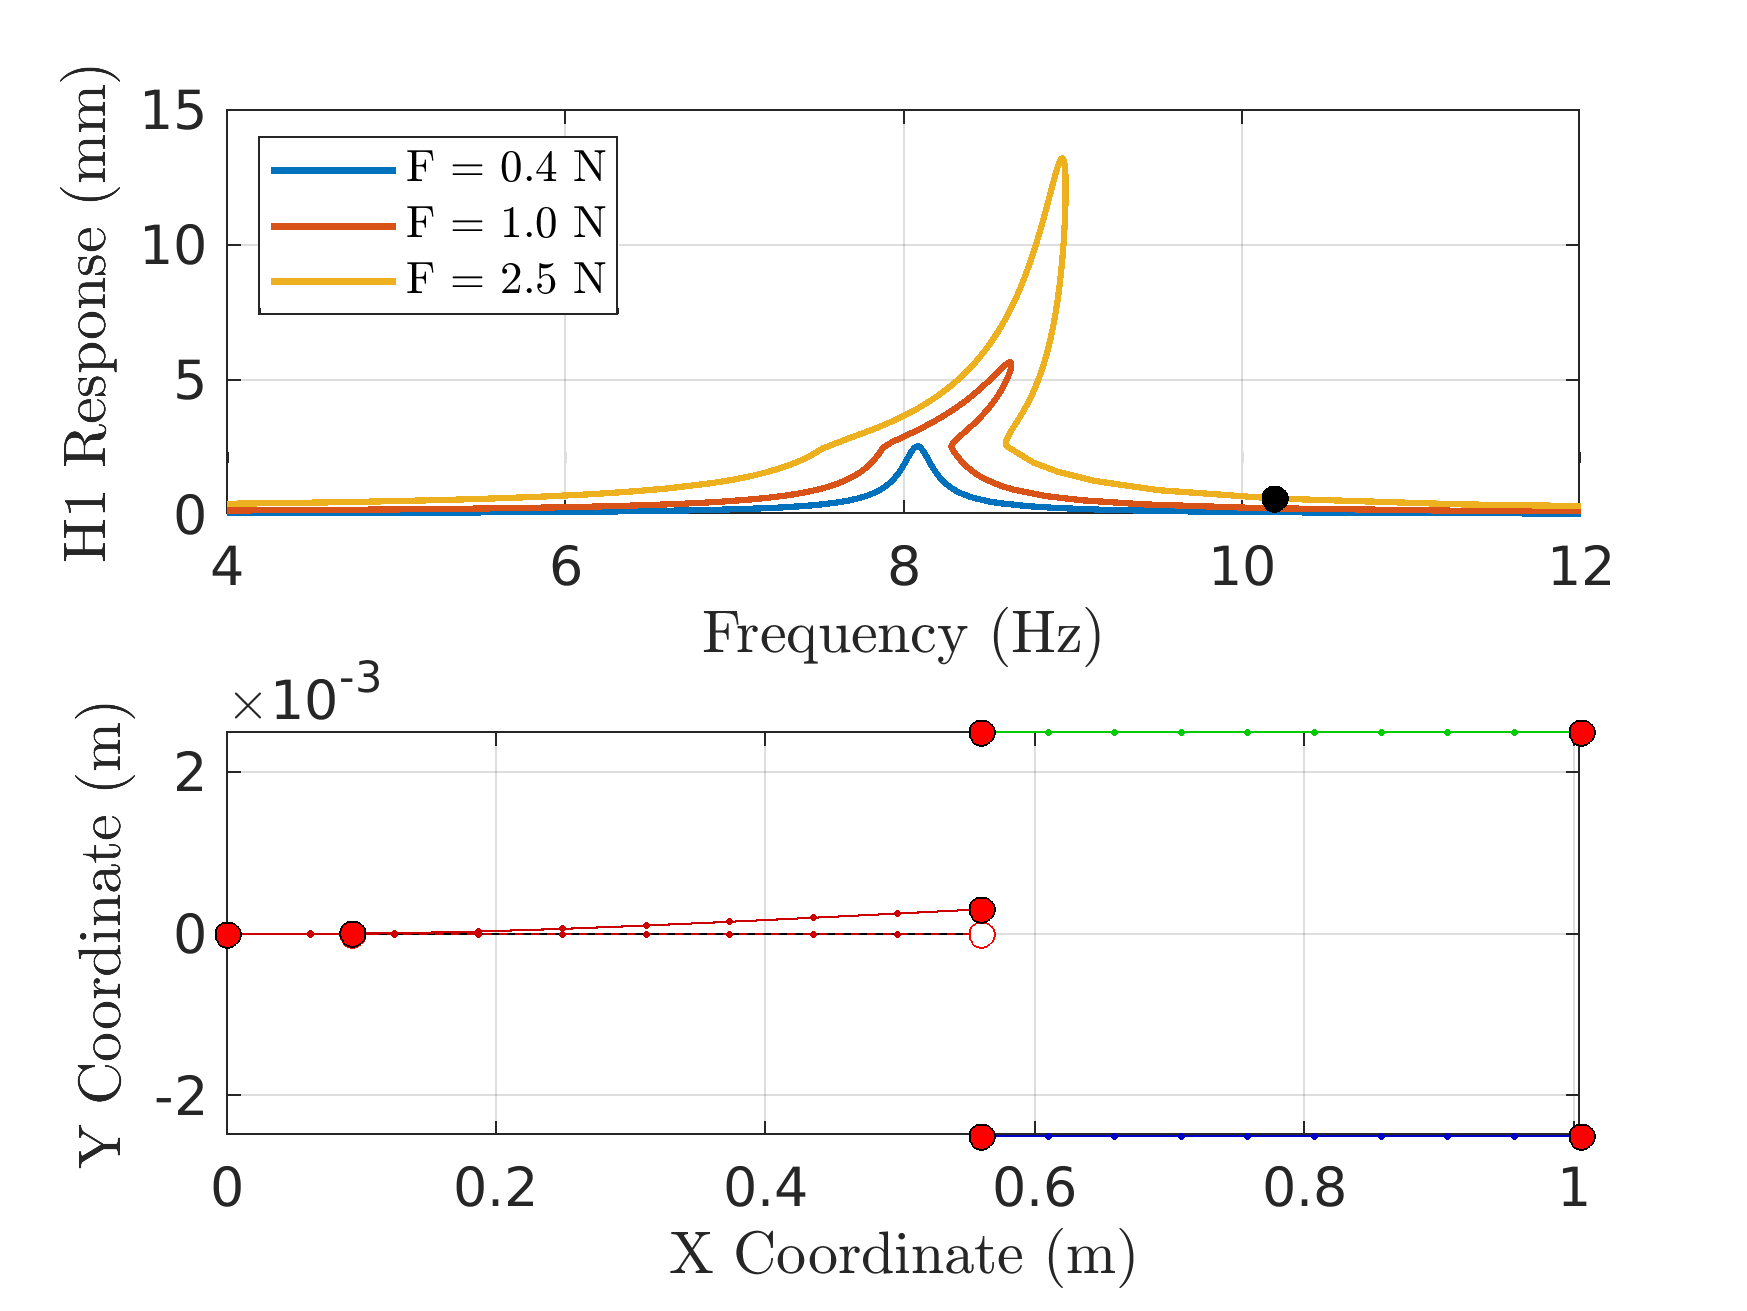 H1 Response (mm)
15
10
5
0
F = 0.4 N
F = 1.0 N
F = 2.5 N
4 6 8 10 12
Frequency (Hz)
×10-3
Y Coordinate (m)
2
0
-2
0 0.2 0.4 0.6 0.8 1
X Coordinate (m)